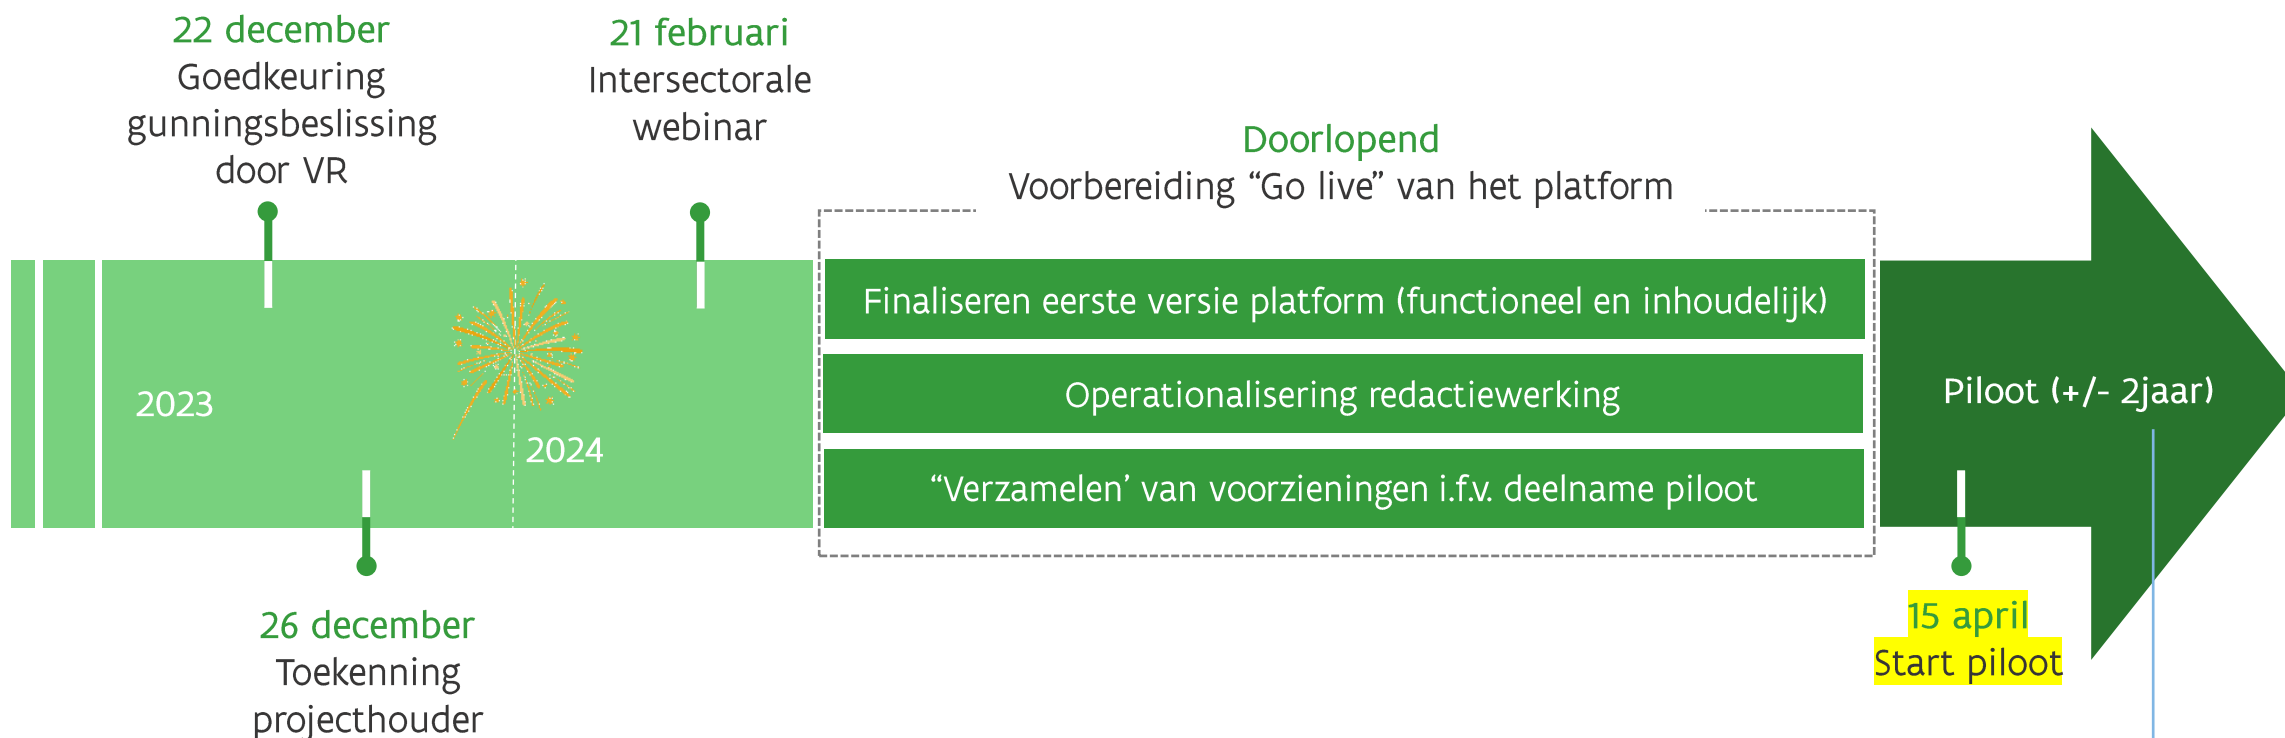 22 december
Goedkeuring
gunningsbeslissing
door VR
21 februari
Intersectorale
webinar
Doorlopend
Voorbereiding “Go live” van het platform
2023
2024
Finaliseren eerste versie platform (functioneel en inhoudelijk)
Operationalisering redactiewerking
“Verzamelen’ van voorzieningen i.f.v. deelname piloot
Piloot (+/- 2jaar)
26 december
Toekenning
projecthouder
15 april
Start piloot